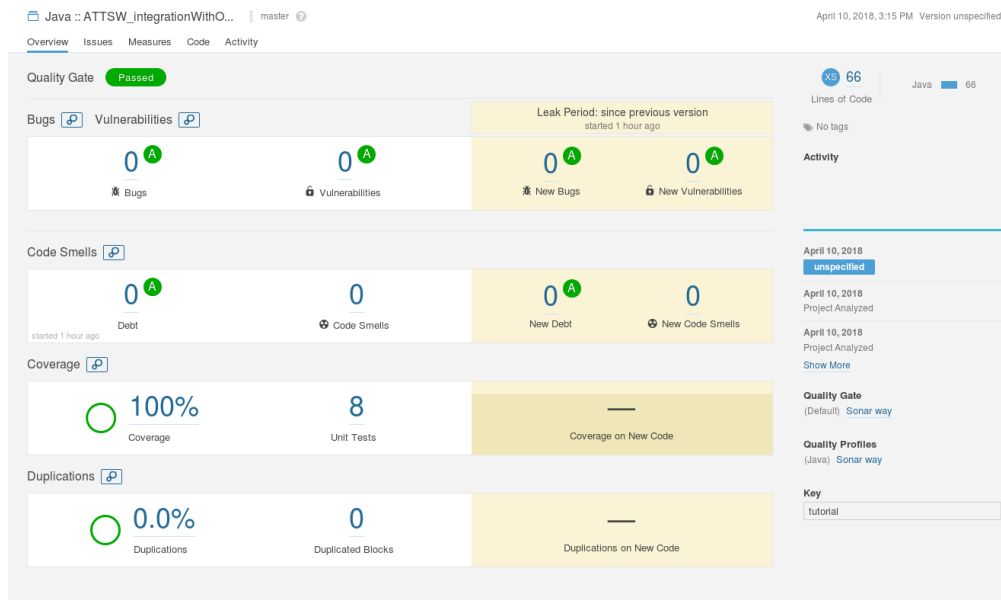 Java :: ATTSW_integrationWithO... master ?
April 10, 2018, 3:15 PM Version unspecified
Overview Issues Measures Code Activity
Quality Gate Passed
Bugs Vulnerabilities
Leak Period: since previous version
started 1 hour ago
0 A
Bugs
0 A
Vulnerabilities
0 A
New Bugs
0 A
New Vulnerabilities
Code Smells
0 A
Debt
started 1 hour ago
0
Code Smells
0 A
New Debt
0
New Code Smells
Coverage
100%
Coverage
8
Unit Tests
—
Coverage on New Code
Duplications
0.0%
Duplications
0
Duplicated Blocks
—
Duplications on New Code
XS 66
Lines of Code
Java 66
No tags
Activity
April 10, 2018
unspecified
April 10, 2018
Project Analyzed
April 10, 2018
Project Analyzed
Show More
Quality Gate
(Default) Sonar way
Quality Profiles
(Java) Sonar way
Key
tutorial